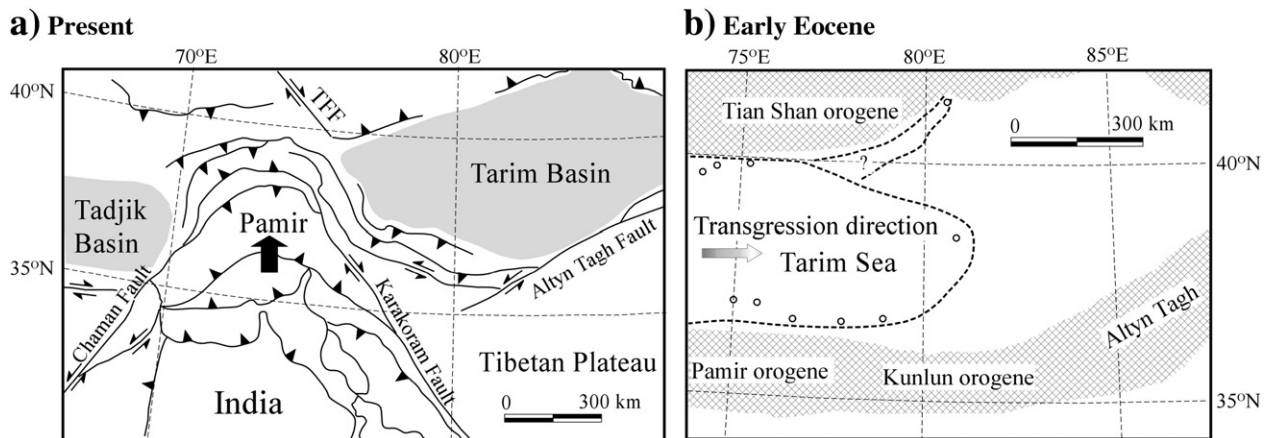 a) Present
70°E
80°E
40°N
TFF
Tarim Basin
Tadjik
Basin
Pamir
35°N
Chaman Fault
Karakoram Fault
Altyn Tagh Fault
Tibetan Plateau
India
0 300 km
b) Early Eocene
75°E
80°E
85°E
Tian Shan orogene
0 300 km
40°N
?
Transgression direction
Tarim Sea
Altyn Tagh
Pamir orogene
Kunlun orogene
35°N